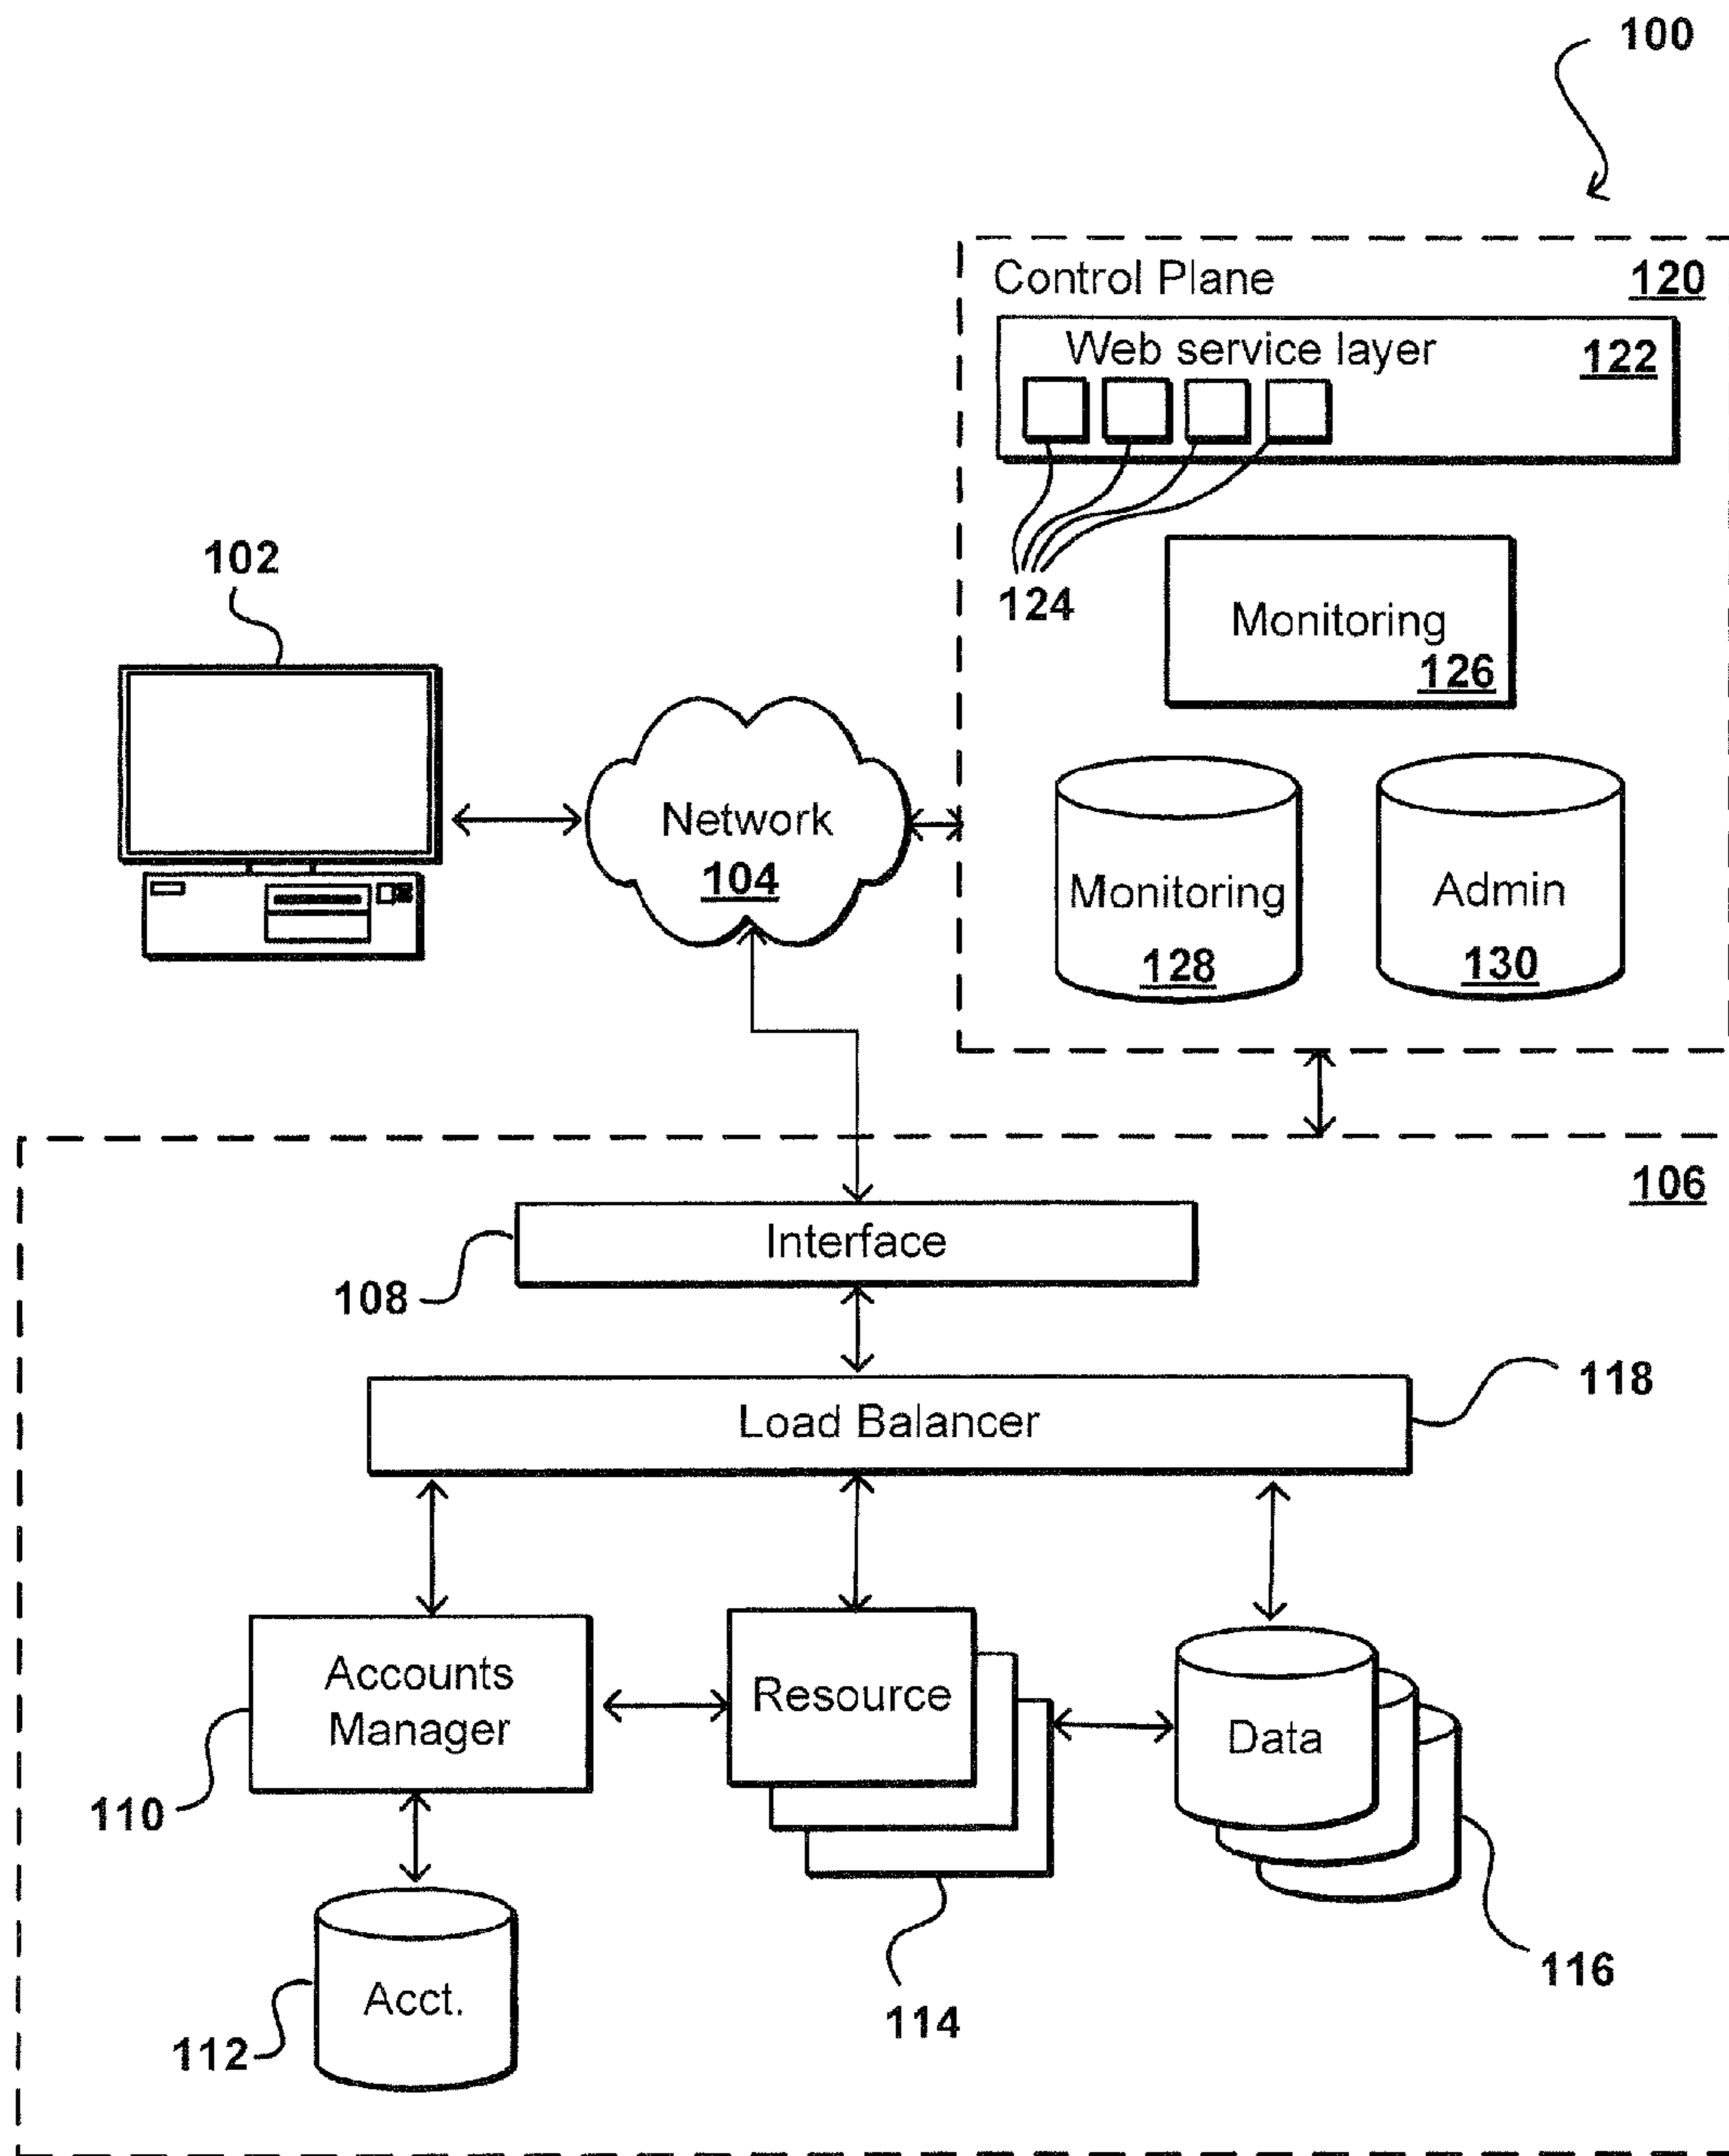 100
Control Plane 120
Web service layer 122
124
Monitoring
126
102
Network
104
Monitoring
128
Admin
130
106
Interface
108
Load Balancer
118
Accounts
Manager
110
Resource
114
Data
116
Acct.
112